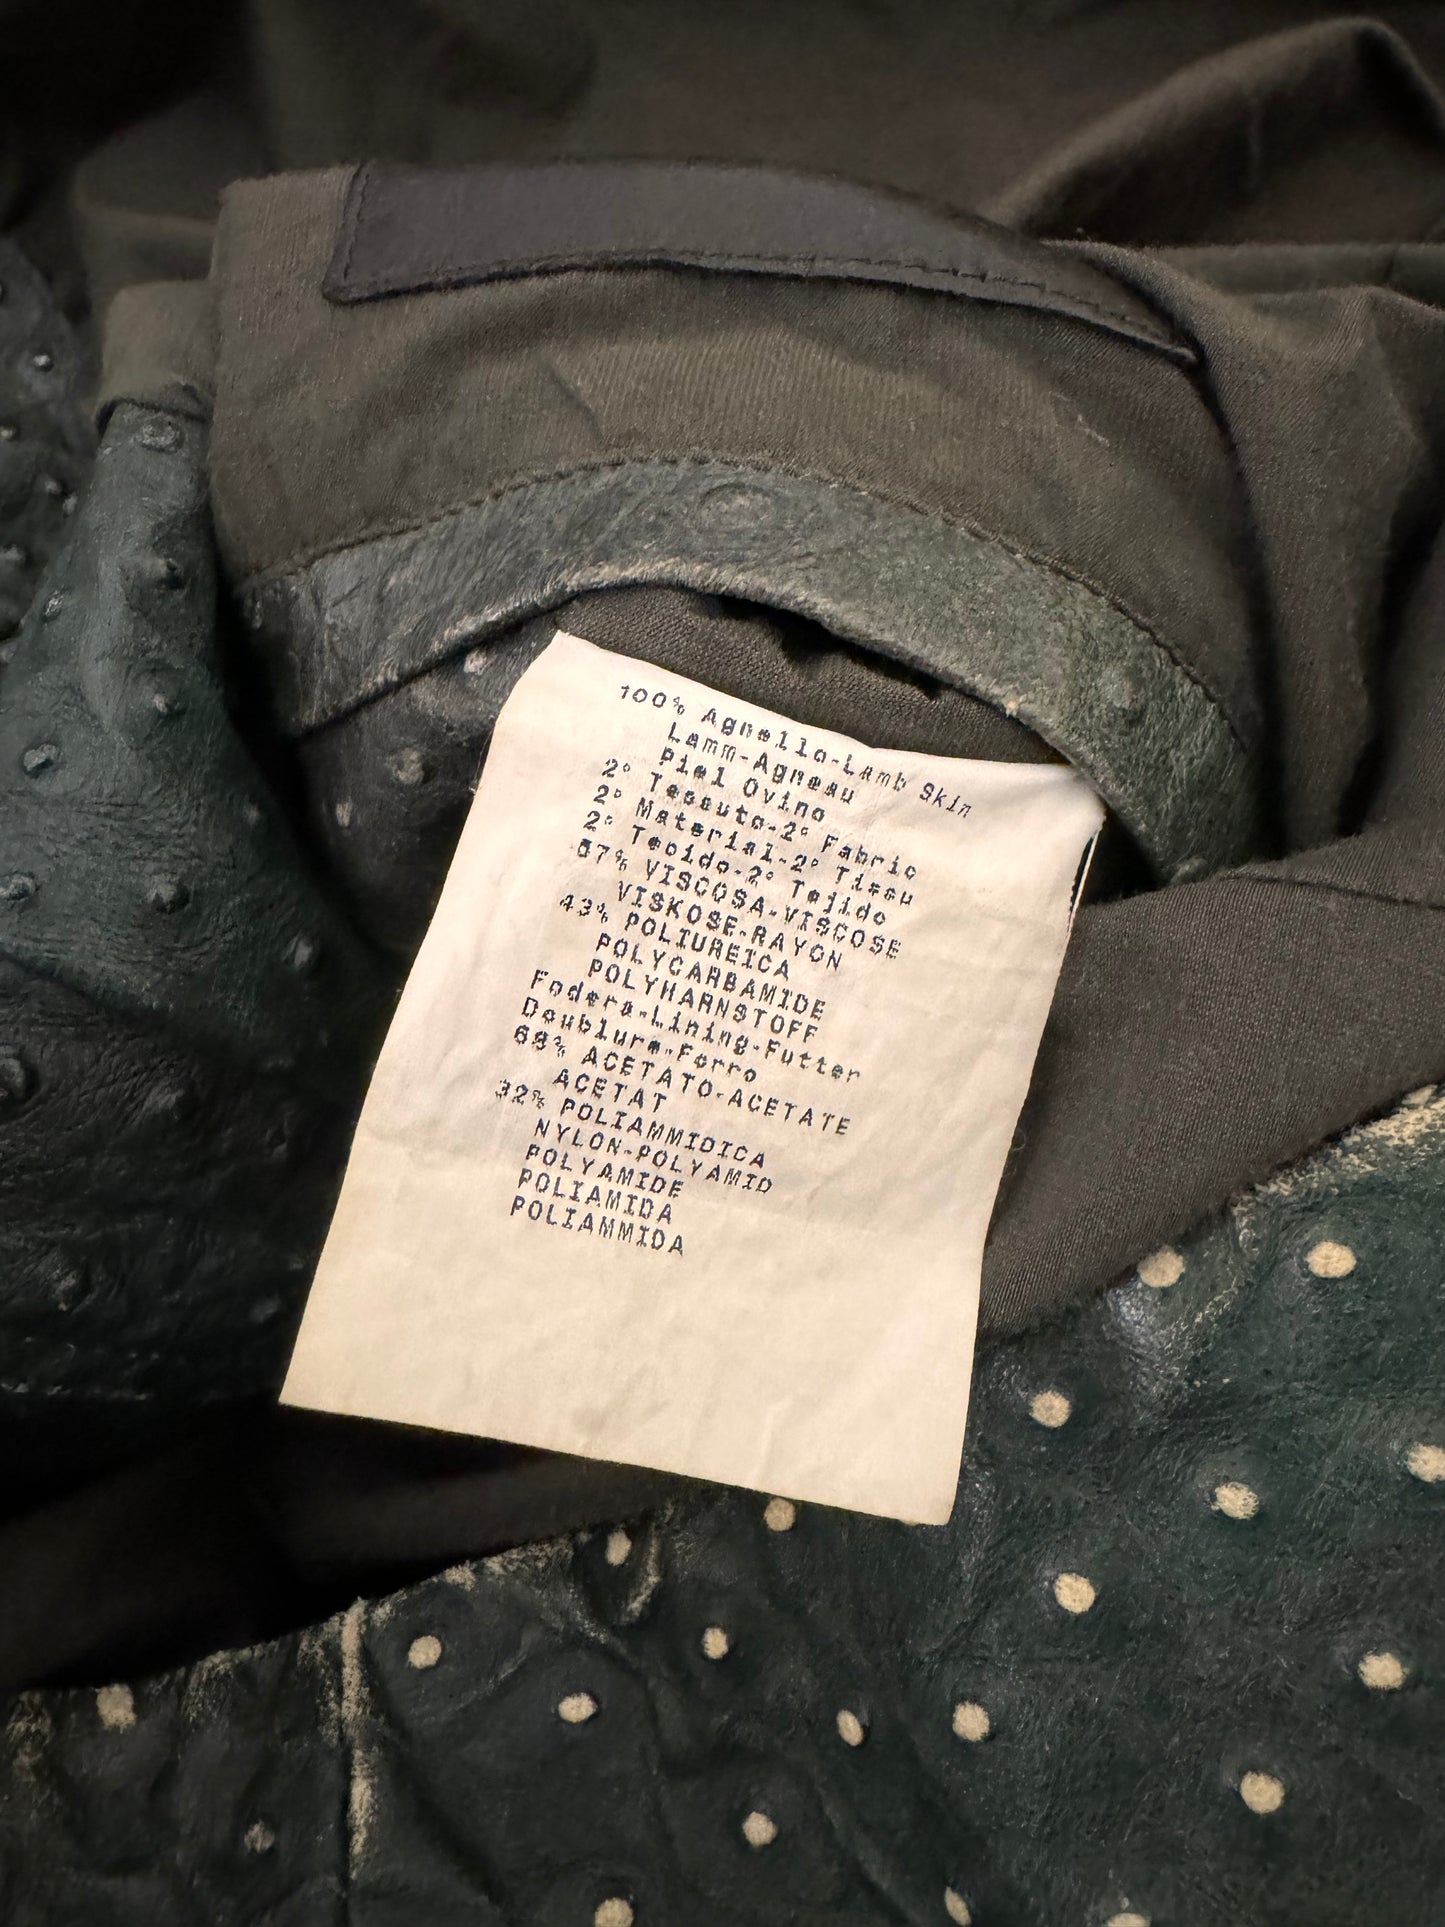 100% Agnello-Lamb Skin
Lamm-Agneau
Piel Ovino
2° Tessuto-2° Fabric
2° Material-2° Tissu
2° Tecido-2° Tejido
57% VISCOSA-VISCOSE
VISKOSE-RAYON
43% POLIUREICA
POLYCARBAMIDE
POLYHARNSTOFF
Fodera-Lining-Futter
Doublure-Forro
68% ACETATO-ACETATE
ACETAT
32% POLIAMMIDICA
NYLON-POLYAMID
POLYAMIDE
POLIAMIDA
POLIAMMIDA